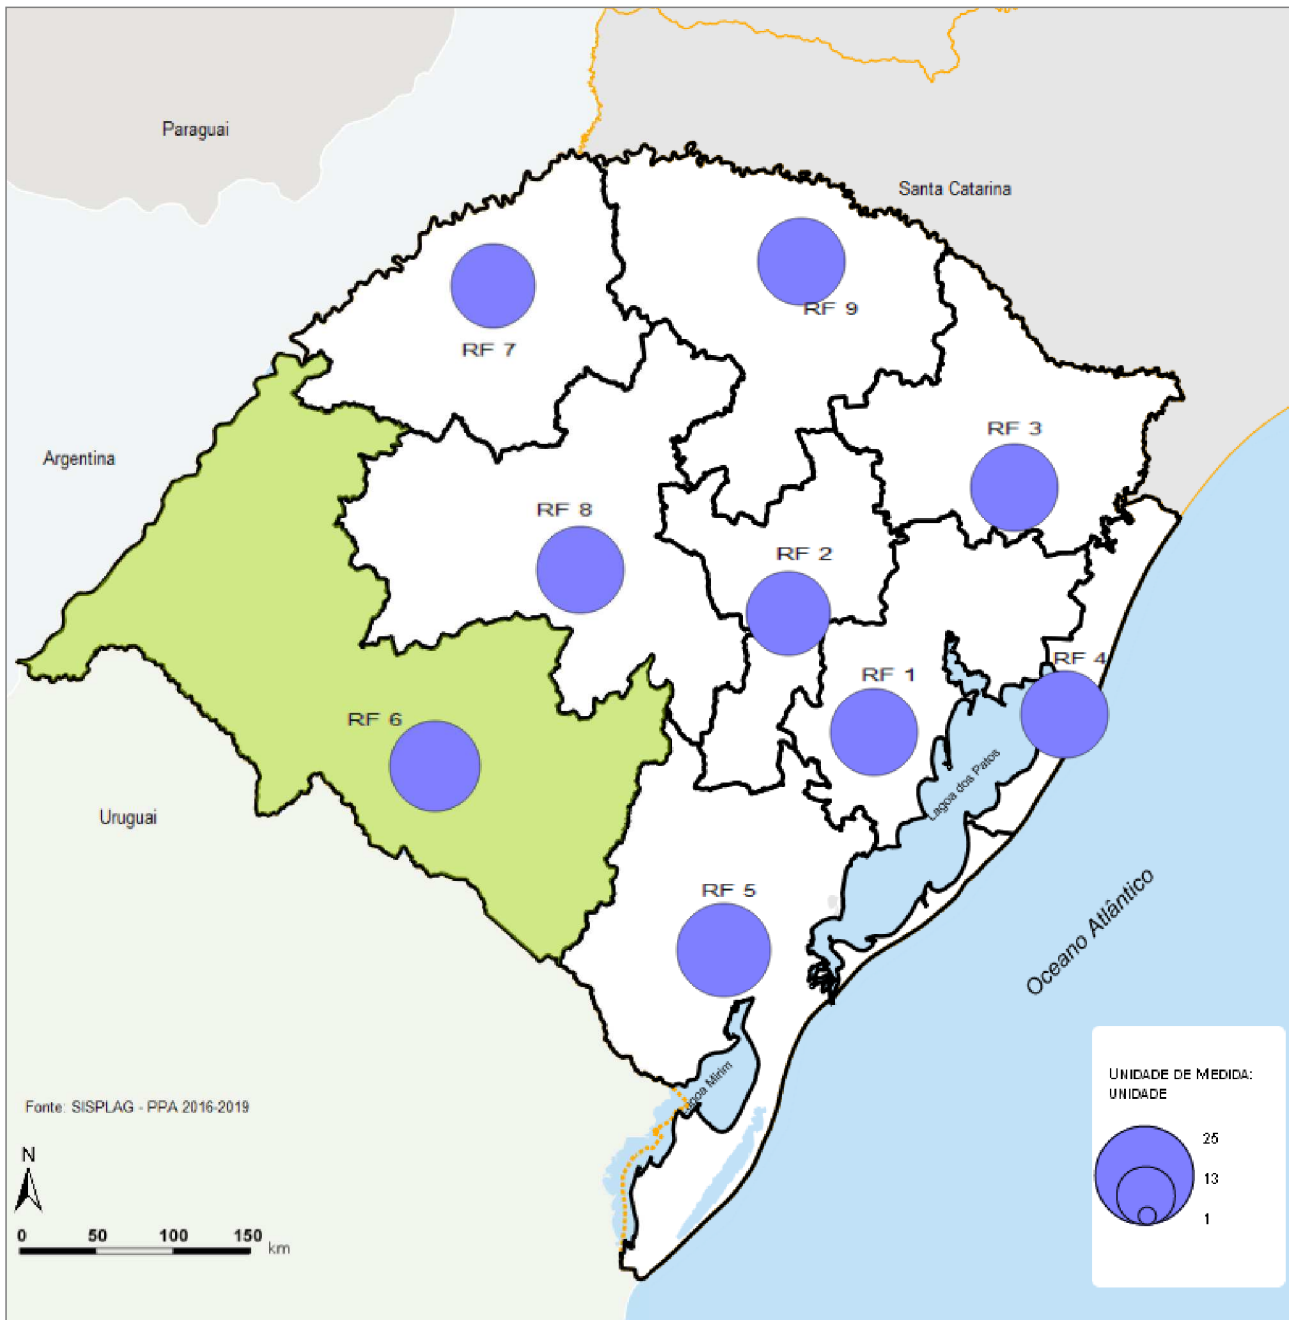 Paraguai
Santa Catarina
RF 9
RF 7
RF 3
Argentina
RF 8
RF 2
RF 4
RF 1
RF 6
Lagoa dos Patos
Uruguai
RF 5
Oceano Atlântico
Lagoa Mirim
UNIDADE DE MEDIDA:
UNIDADE
25
13
1
Fonte: SISPLAG - PPA 2016-2019
N
0 50 100 150 km